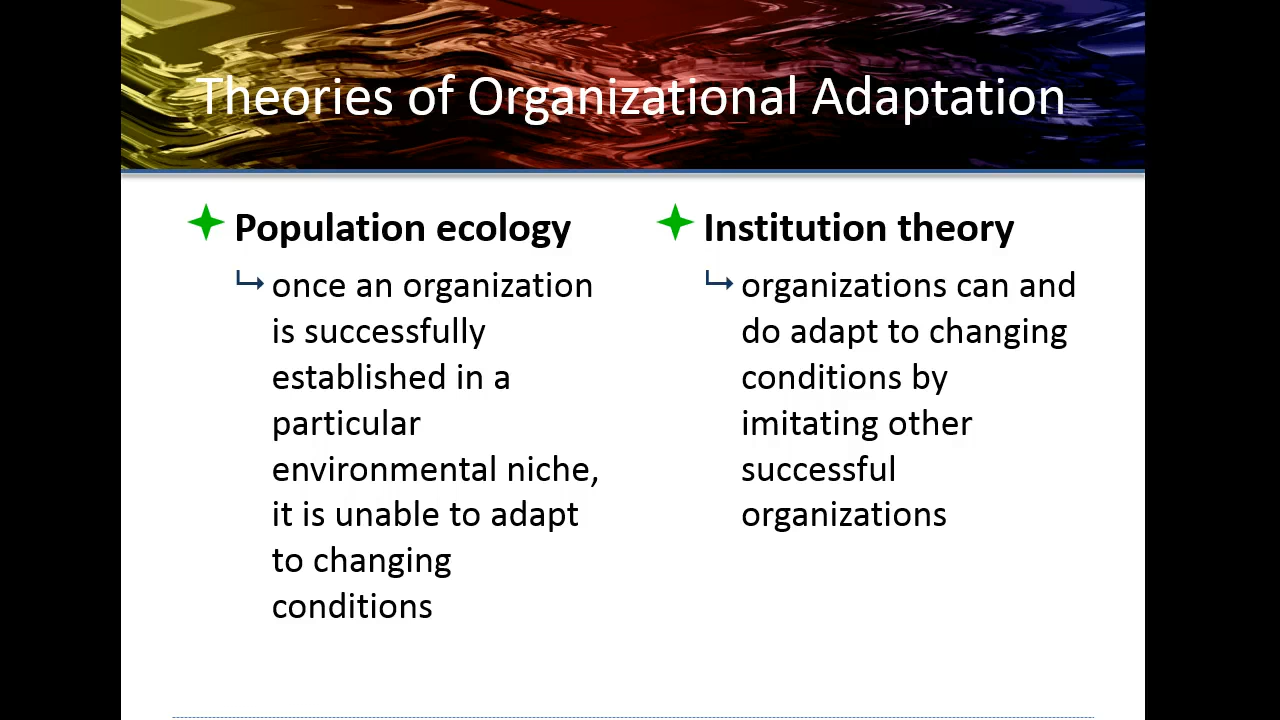 Theories of Organizational Adaptation
Population ecology
once an organization
is successfully
established in a
particular
environmental niche,
it is unable to adapt
to changing
conditions
Institution theory
organizations can and
do adapt to changing
conditions by
imitating other
successful
organizations